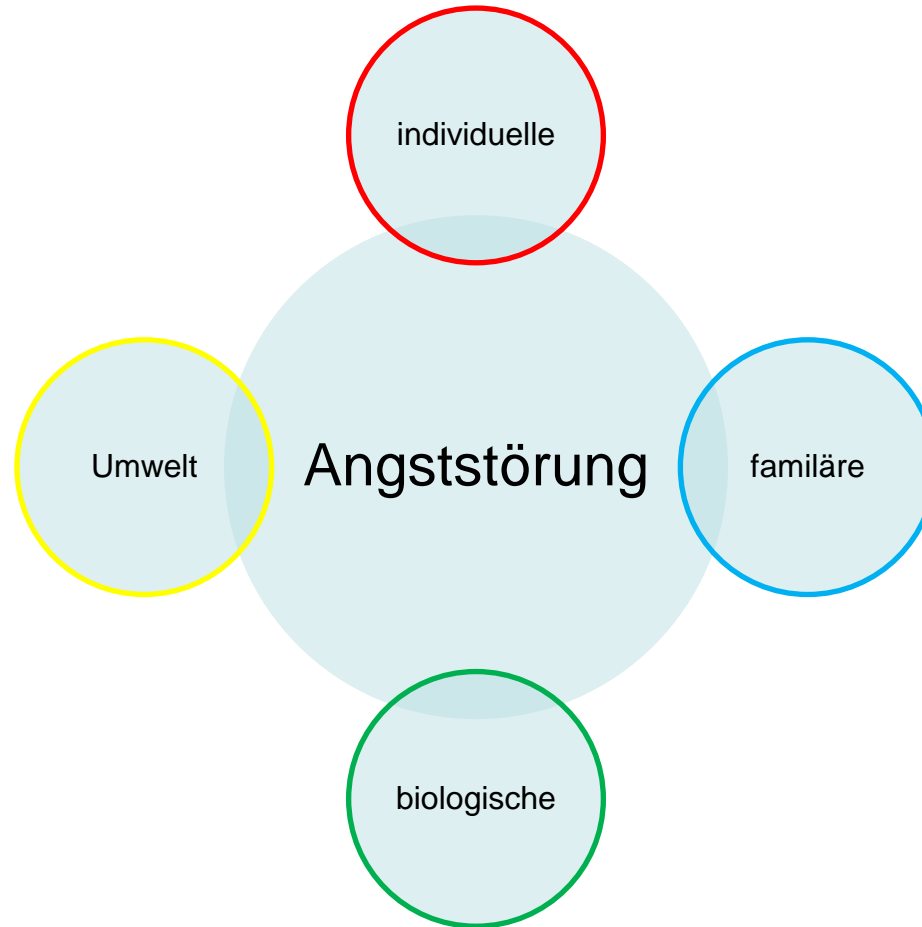 individuelle
Umwelt
Angststörung
familäre
biologische